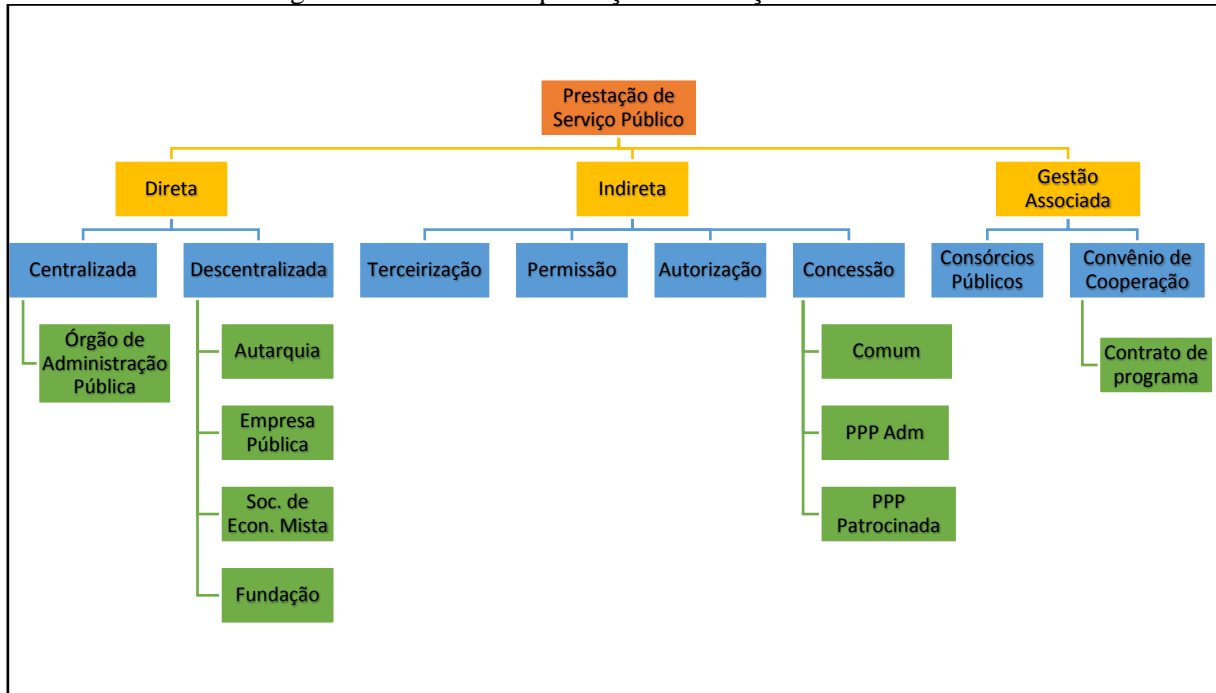 Prestação de
Serviço Público
Direta
Indireta
Gestão
Associada
Centralizada
Descentralizada
Terceirização
Permissão
Autorização
Concessão
Consórcios
Públicos
Convênio de
Cooperação
Órgão de
Administração
Pública
Autarquia
Empresa
Pública
Soc. de
Econ. Mista
Fundação
Comum
PPP Adm
PPP
Patrocinada
Contrato de
programa